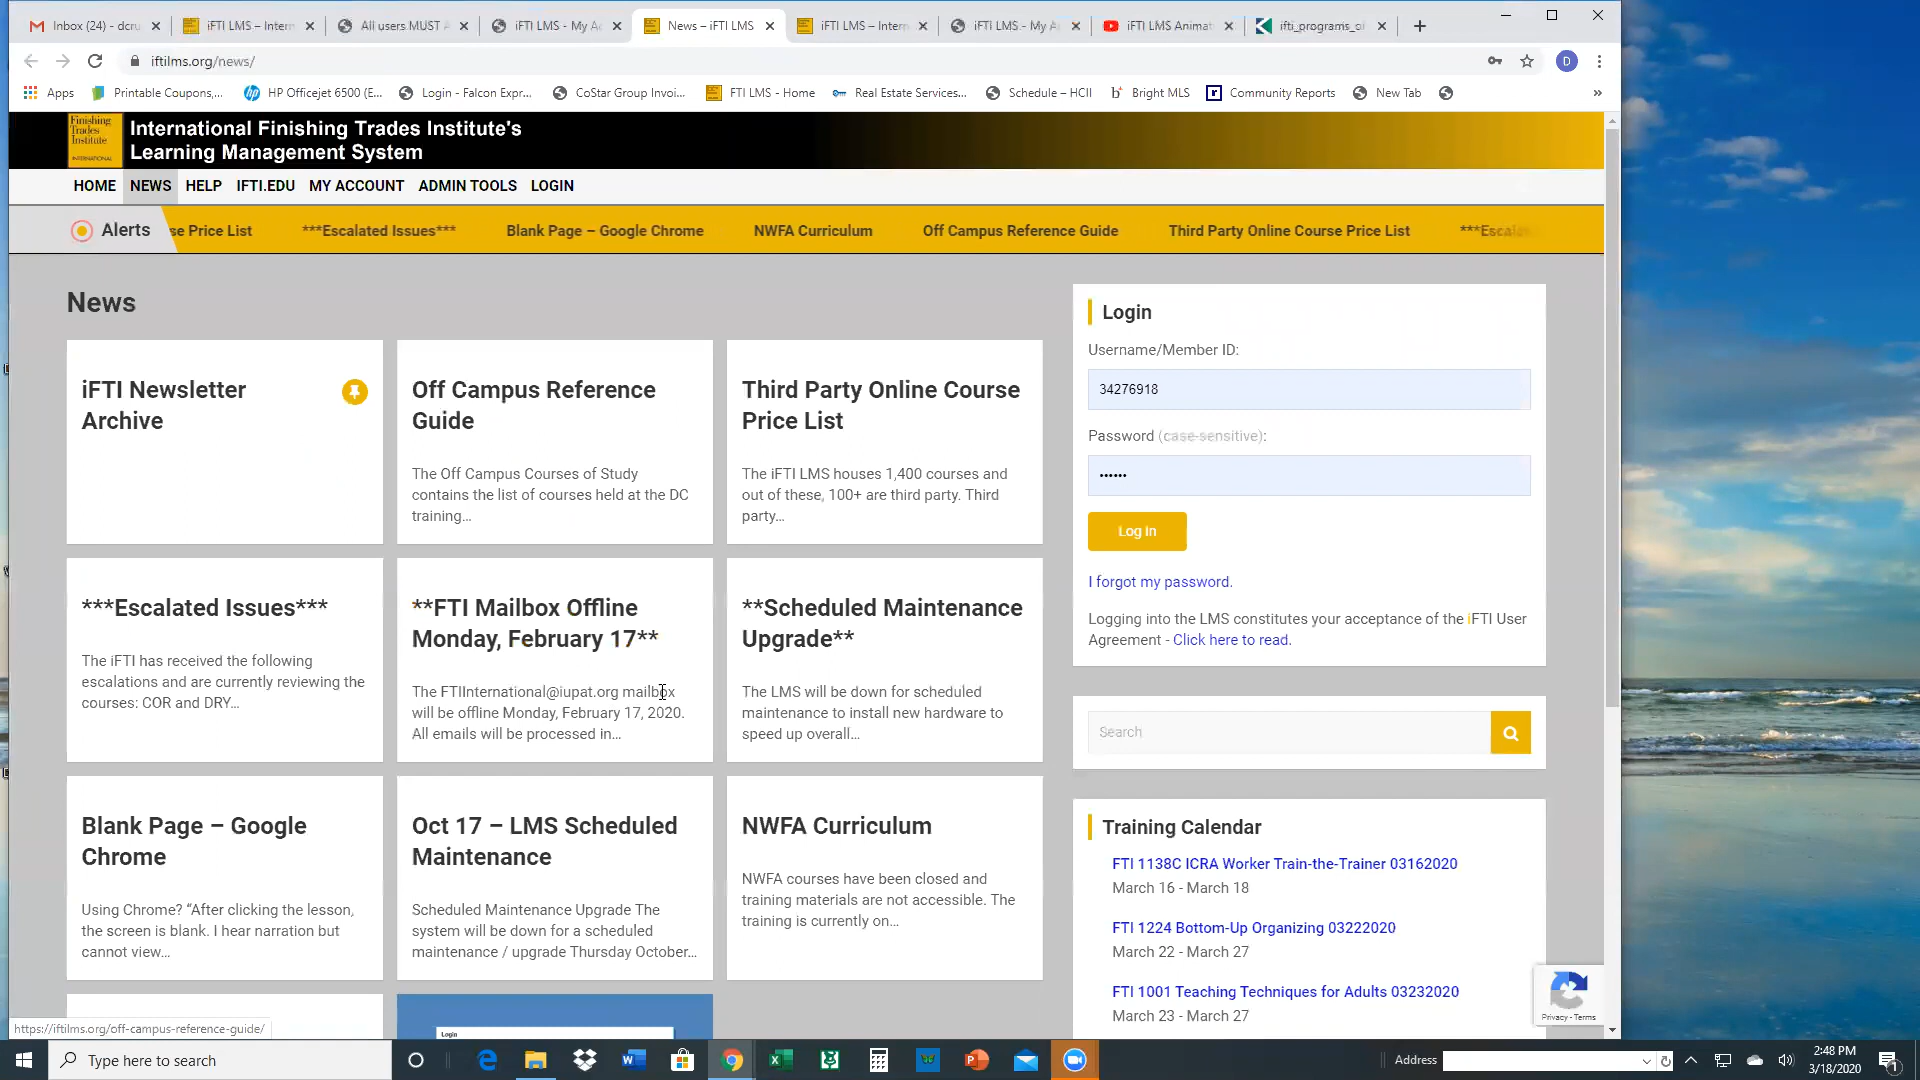 Inbox (24) - dcru
iFTI LMS – Intern
All users MUST A
iFTI LMS - My Ac
News – iFTI LMS
iFTI LMS – Intern
iFTI LMS - My A
iFTI LMS Animat
ifti_programs_of
iftilms.org/news/
D
Apps
Printable Coupons,...
HP Officejet 6500 (E...
Login - Falcon Expr...
CoStar Group Invoi...
FTI LMS - Home
Real Estate Services...
Schedule – HCII
Bright MLS
Community Reports
New Tab
»
Finishing
Trades
Institute
INTERNATIONAL
International Finishing Trades Institute's
Learning Management System
HOME NEWS HELP IFTI.EDU MY ACCOUNT ADMIN TOOLS LOGIN
Alerts
se Price List ***Escalated Issues*** Blank Page – Google Chrome NWFA Curriculum Off Campus Reference Guide Third Party Online Course Price List ***Escalat
News
iFTI Newsletter
Archive
Off Campus Reference
Guide
The Off Campus Courses of Study
contains the list of courses held at the DC
training...
Third Party Online Course
Price List
The iFTI LMS houses 1,400 courses and
out of these, 100+ are third party. Third
party...
***Escalated Issues***
The iFTI has received the following
escalations and are currently reviewing the
courses: COR and DRY...
**FTI Mailbox Offline
Monday, February 17**
The FTIInternational@iupat.org mailbox
will be offline Monday, February 17, 2020.
All emails will be processed in...
**Scheduled Maintenance
Upgrade**
The LMS will be down for scheduled
maintenance to install new hardware to
speed up overall...
Blank Page – Google
Chrome
Using Chrome? “After clicking the lesson,
the screen is blank. I hear narration but
cannot view...
Oct 17 – LMS Scheduled
Maintenance
Scheduled Maintenance Upgrade The
system will be down for a scheduled
maintenance / upgrade Thursday October...
NWFA Curriculum
NWFA courses have been closed and
training materials are not accessible. The
training is currently on...
Login
Login
Username/Member ID:
34276918
Password (case-sensitive):
••••••
Log In
I forgot my password.
Logging into the LMS constitutes your acceptance of the iFTI User
Agreement - Click here to read.
Search
Training Calendar
FTI 1138C ICRA Worker Train-the-Trainer 03162020
March 16 - March 18
FTI 1224 Bottom-Up Organizing 03222020
March 22 - March 27
FTI 1001 Teaching Techniques for Adults 03232020
March 23 - March 27
Privacy - Terms
https://iftilms.org/off-campus-reference-guide/
Type here to search
Address
2:48 PM
3/18/2020
1